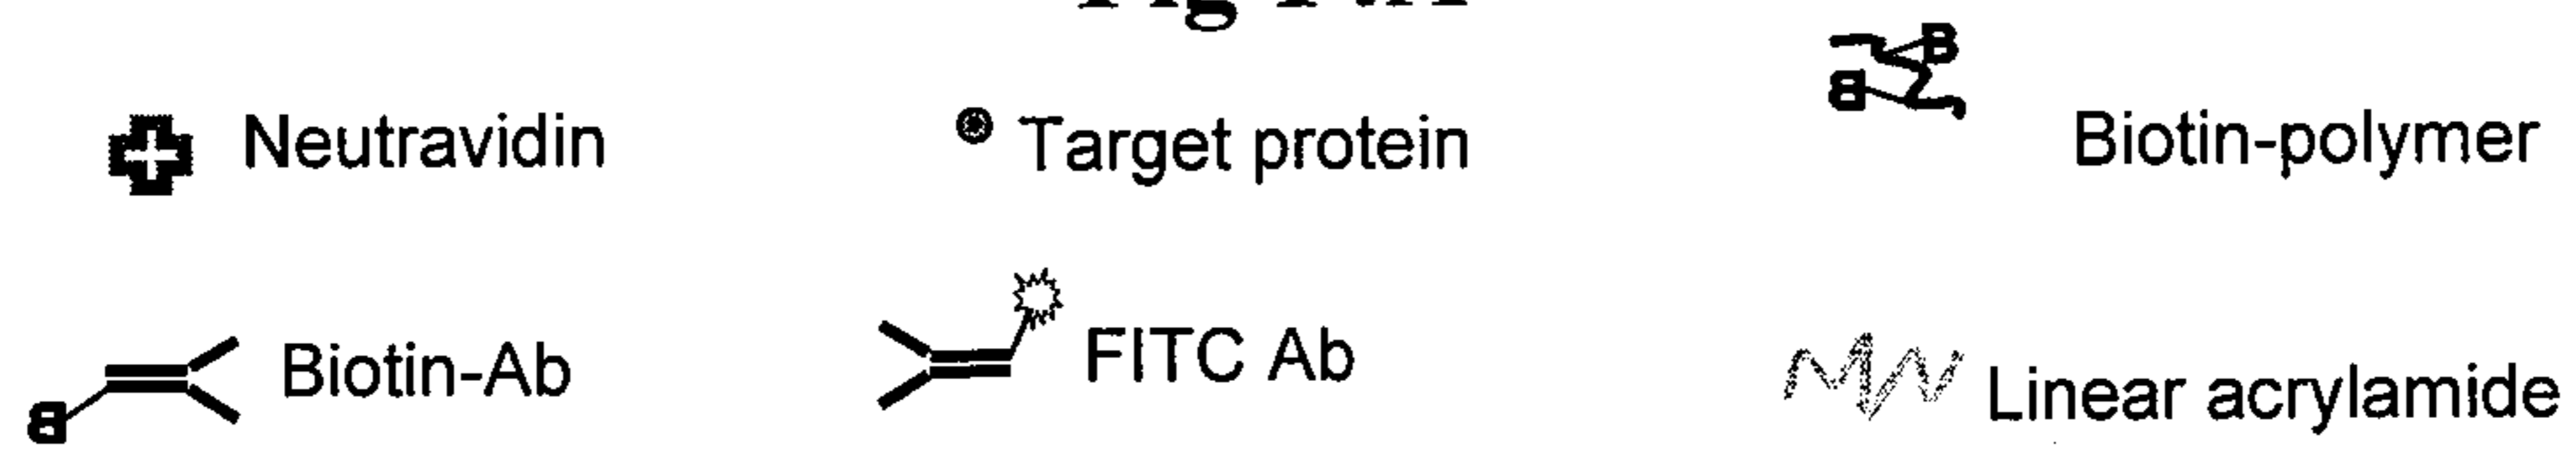 B
B
Neutravidin
Target protein
Biotin-polymer
Biotin-Ab
FITC Ab
Linear acrylamide
B